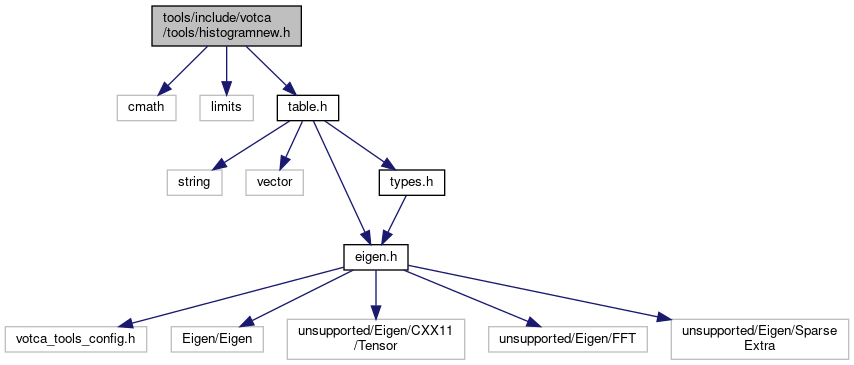 tools/include/votca
/tools/histogramnew.h
cmath
limits
table.h
string
vector
types.h
eigen.h
votca_tools_config.h
Eigen/Eigen
unsupported/Eigen/CXX11
/Tensor
unsupported/Eigen/FFT
unsupported/Eigen/Sparse
Extra